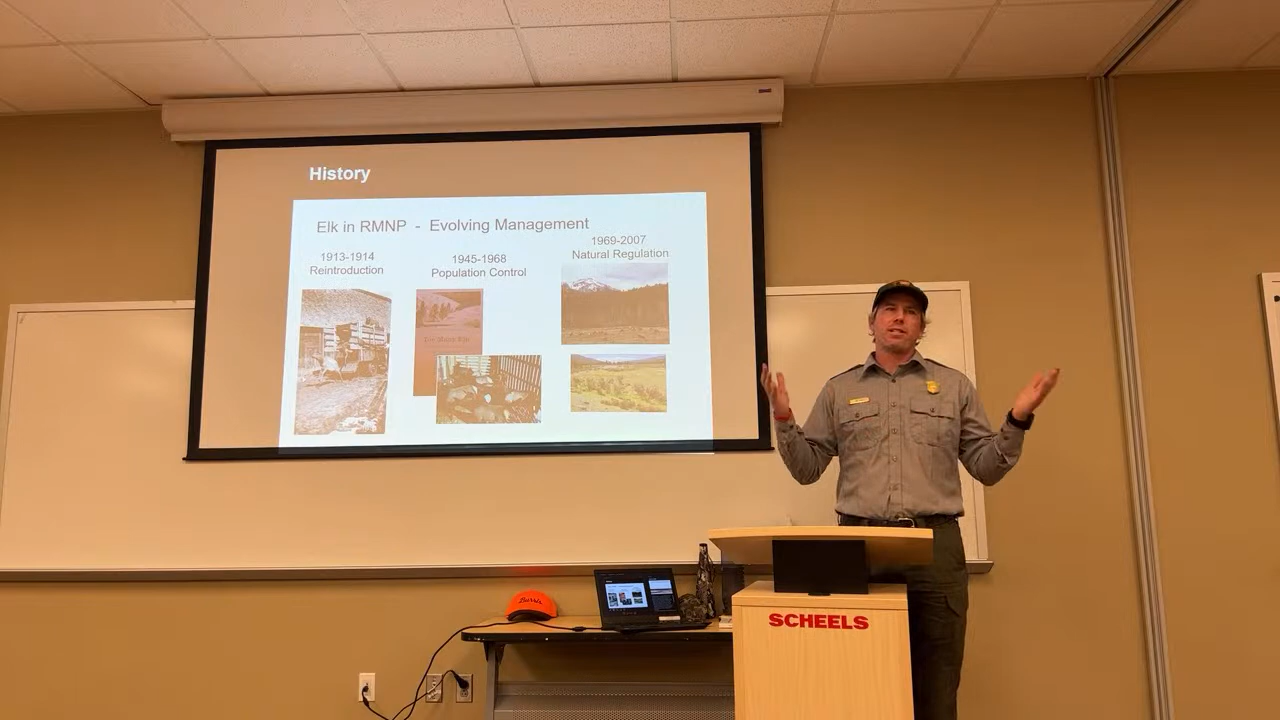 History
Elk in RMNP - Evolving Management
1913-1914
Reintroduction
1945-1968
Population Control
1969-2007
Natural Regulation
SCHEELS